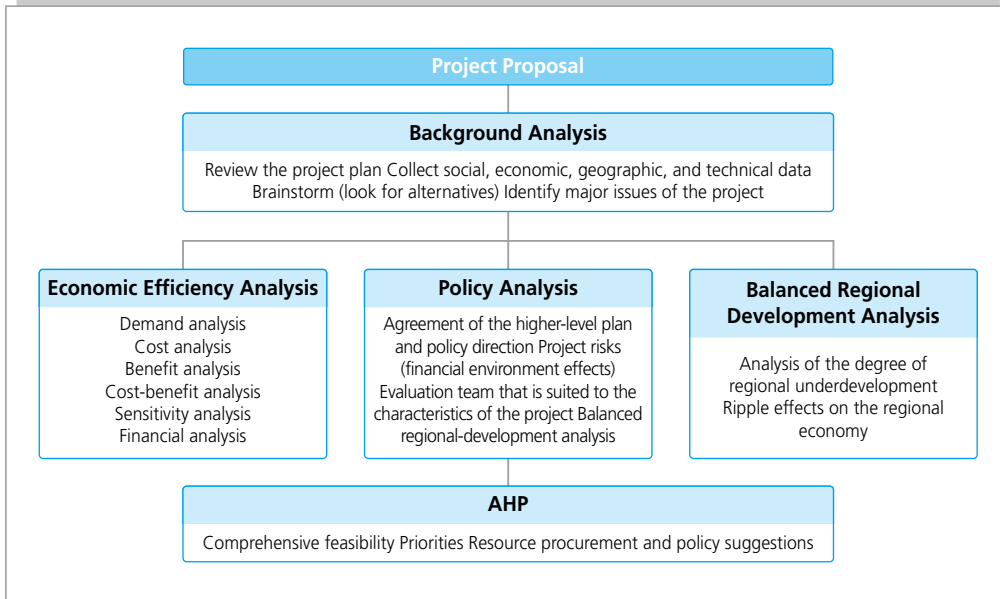 Project Proposal
Background Analysis
Review the project plan Collect social, economic, geographic, and technical data
Brainstorm (look for alternatives) Identify major issues of the project
Economic Efficiency Analysis
Demand analysis
Cost analysis
Benefit analysis
Cost-benefit analysis
Sensitivity analysis
Financial analysis
Policy Analysis
Agreement of the higher-level plan
and policy direction Project risks
(financial environment effects)
Evaluation team that is suited to the
characteristics of the project Balanced
regional-development analysis
Balanced Regional
Development Analysis
Analysis of the degree of
regional underdevelopment
Ripple effects on the regional
economy
AHP
Comprehensive feasibility Priorities Resource procurement and policy suggestions